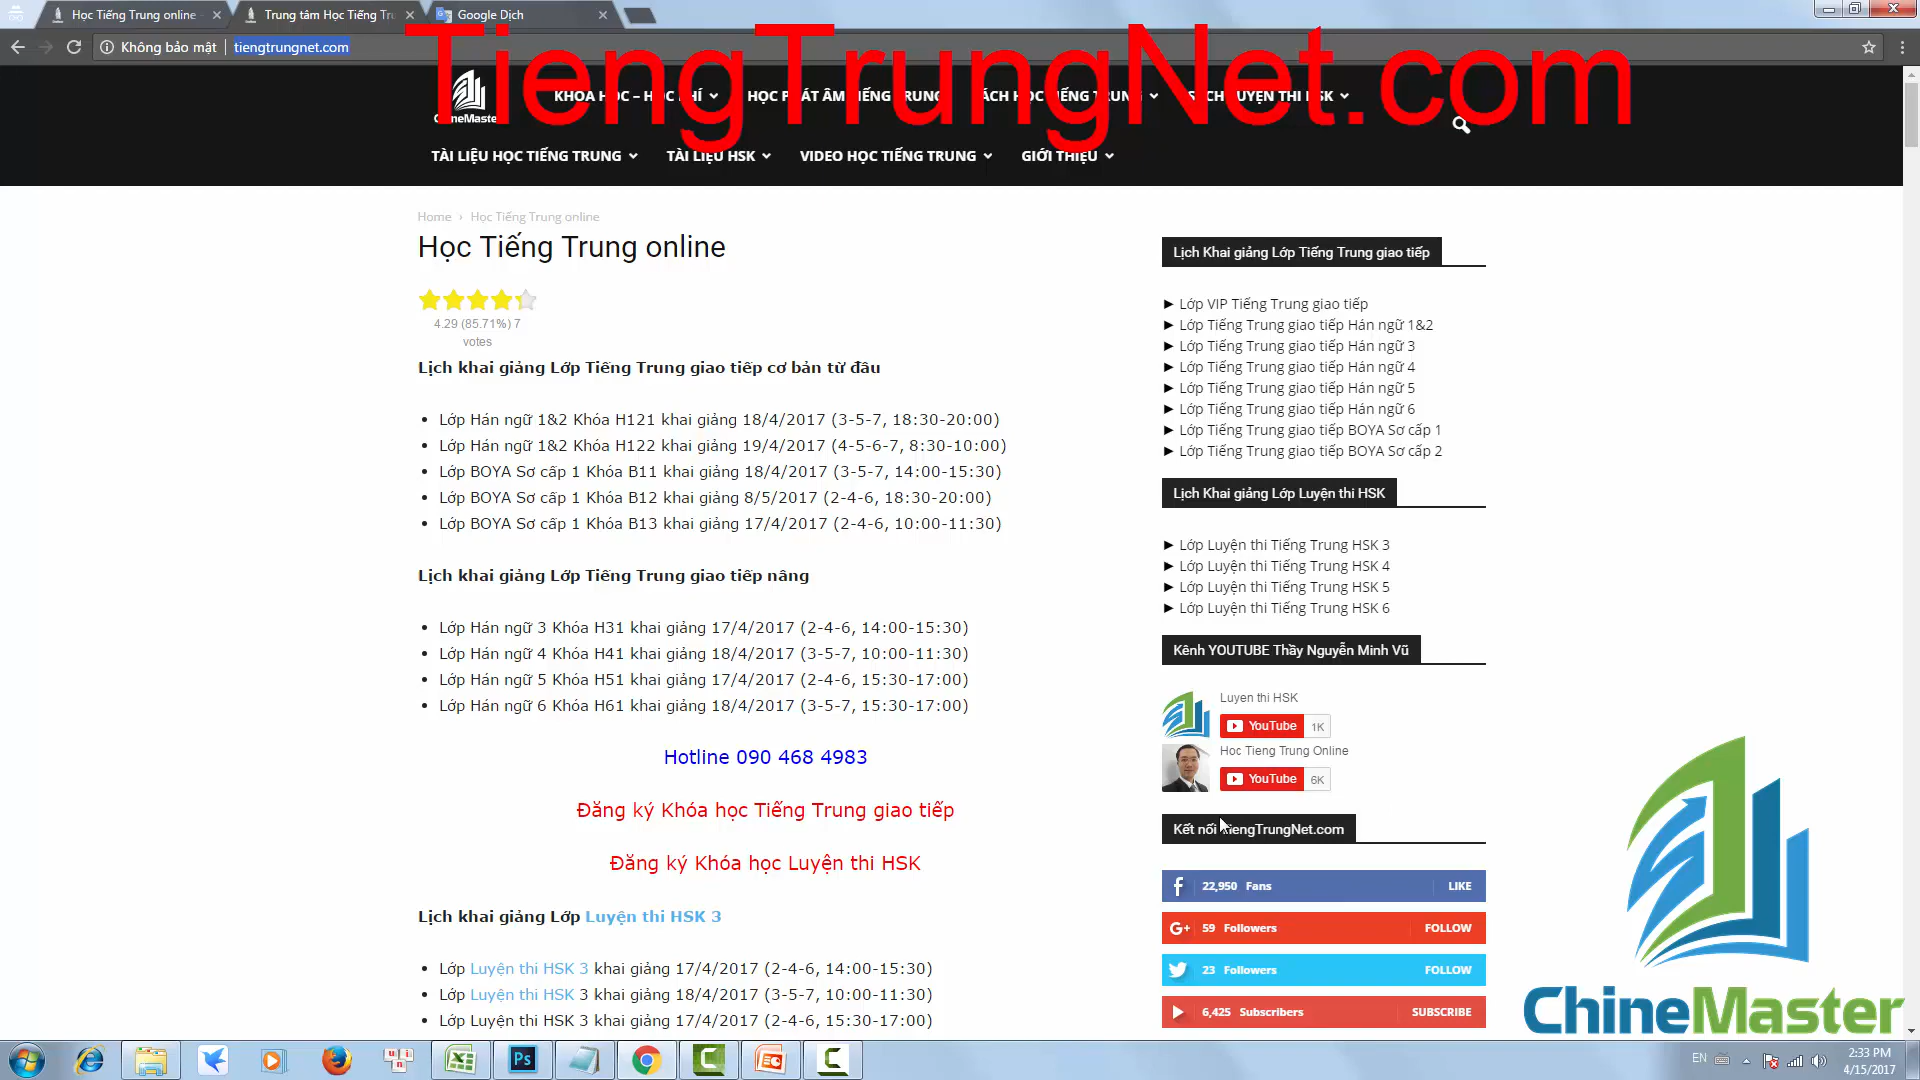 Học Tiếng Trung online
Trung tâm Học Tiếng Tr
Google Dịch
Không bảo mật
tiengtrungnet.com
TiengTrungNet.com
ChineMaster
TÀI LIỆU HỌC TIẾNG TRUNG
TÀI LIỆU HSK
VIDEO HỌC TIẾNG TRUNG
GIỚI THIỆU
Home › Học Tiếng Trung online
Học Tiếng Trung online
4.29 (85.71%) 7
votes
Lịch khai giảng Lớp Tiếng Trung giao tiếp cơ bản từ đầu
Lớp Hán ngữ 1&2 Khóa H121 khai giảng 18/4/2017 (3-5-7, 18:30-20:00)
Lớp Hán ngữ 1&2 Khóa H122 khai giảng 19/4/2017 (4-5-6-7, 8:30-10:00)
Lớp BOYA Sơ cấp 1 Khóa B11 khai giảng 18/4/2017 (3-5-7, 14:00-15:30)
Lớp BOYA Sơ cấp 1 Khóa B12 khai giảng 8/5/2017 (2-4-6, 18:30-20:00)
Lớp BOYA Sơ cấp 1 Khóa B13 khai giảng 17/4/2017 (2-4-6, 10:00-11:30)
Lịch khai giảng Lớp Tiếng Trung giao tiếp nâng
Lớp Hán ngữ 3 Khóa H31 khai giảng 17/4/2017 (2-4-6, 14:00-15:30)
Lớp Hán ngữ 4 Khóa H41 khai giảng 18/4/2017 (3-5-7, 10:00-11:30)
Lớp Hán ngữ 5 Khóa H51 khai giảng 17/4/2017 (2-4-6, 15:30-17:00)
Lớp Hán ngữ 6 Khóa H61 khai giảng 18/4/2017 (3-5-7, 15:30-17:00)
Hotline 090 468 4983
Đăng ký Khóa học Tiếng Trung giao tiếp
Đăng ký Khóa học Luyện thi HSK
Lịch khai giảng Lớp Luyện thi HSK 3
Lớp Luyện thi HSK 3 khai giảng 17/4/2017 (2-4-6, 14:00-15:30)
Lớp Luyện thi HSK 3 khai giảng 18/4/2017 (3-5-7, 10:00-11:30)
Lớp Luyện thi HSK 3 khai giảng 17/4/2017 (2-4-6, 15:30-17:00)
Lịch Khai giảng Lớp Tiếng Trung giao tiếp
► Lớp VIP Tiếng Trung giao tiếp
► Lớp Tiếng Trung giao tiếp Hán ngữ 1&2
► Lớp Tiếng Trung giao tiếp Hán ngữ 3
► Lớp Tiếng Trung giao tiếp Hán ngữ 4
► Lớp Tiếng Trung giao tiếp Hán ngữ 5
► Lớp Tiếng Trung giao tiếp Hán ngữ 6
► Lớp Tiếng Trung giao tiếp BOYA Sơ cấp 1
► Lớp Tiếng Trung giao tiếp BOYA Sơ cấp 2
Lịch Khai giảng Lớp Luyện thi HSK
► Lớp Luyện thi Tiếng Trung HSK 3
► Lớp Luyện thi Tiếng Trung HSK 4
► Lớp Luyện thi Tiếng Trung HSK 5
► Lớp Luyện thi Tiếng Trung HSK 6
Kênh YOUTUBE Thầy Nguyễn Minh Vũ
Luyen thi HSK
YouTube 1K
Hoc Tieng Trung Online
YouTube 6K
Kết nối TiengTrungNet.com
22,950 Fans LIKE
59 Followers FOLLOW
23 Followers FOLLOW
6,425 Subscribers SUBSCRIBE
ChineMaster
EN
2:33 PM
4/15/2017